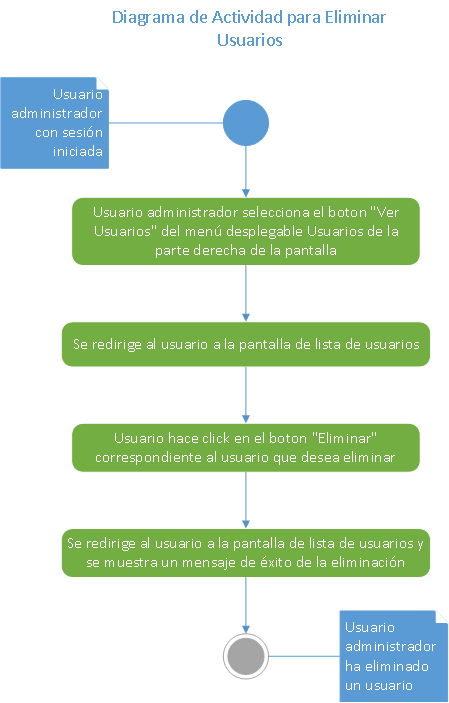 Diagrama de Actividad para Eliminar
Usuarios
Usuario
administrador
con sesión
iniciada
Usuario administrador selecciona el boton "Ver
Usuarios" del menú desplegable Usuarios de la
parte derecha de la pantalla
Se redirige al usuario a la pantalla de lista de usuarios
Usuario hace click en el boton "Eliminar"
correspondiente al usuario que desea eliminar
Se redirige al usuario a la pantalla de lista de usuarios y
se muestra un mensaje de éxito de la eliminación
Usuario
administrador
ha eliminado
un usuario